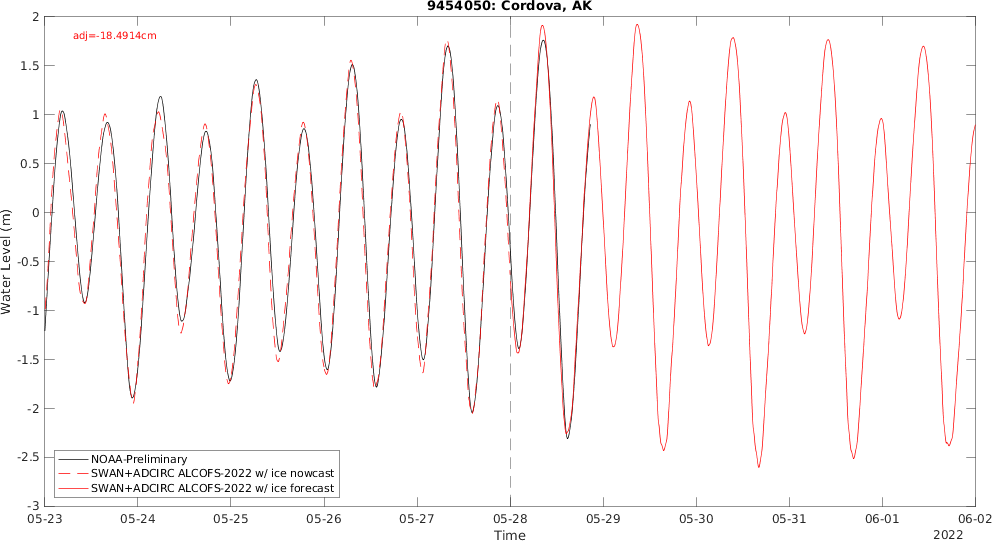 9454050: Cordova, AK
adj=-18.4914cm
Water Level (m)
2
1.5
1
0.5
0
-0.5
-1
-1.5
-2
-2.5
-3
NOAA-Preliminary
SWAN+ADCIRC ALCOFS-2022 w/ ice nowcast
SWAN+ADCIRC ALCOFS-2022 w/ ice forecast
05-23 05-24 05-25 05-26 05-27 05-28 05-29 05-30 05-31 06-01 06-02
Time
2022